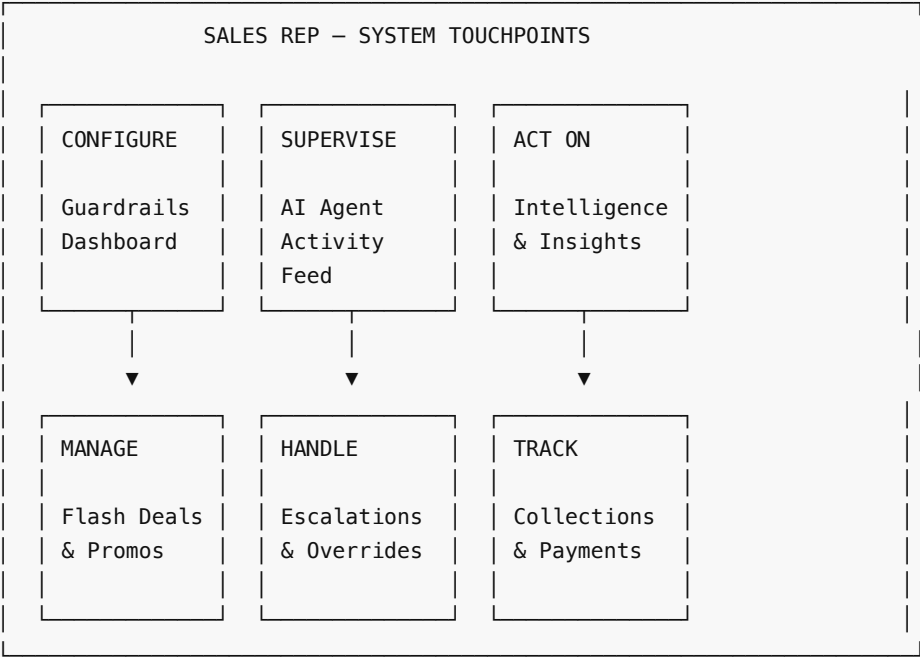 SALES REP — SYSTEM TOUCHPOINTS
CONFIGURE
Guardrails
Dashboard
SUPERVISE
AI Agent
Activity
Feed
ACT ON
Intelligence
& Insights
MANAGE
Flash Deals
& Promos
HANDLE
Escalations
& Overrides
TRACK
Collections
& Payments